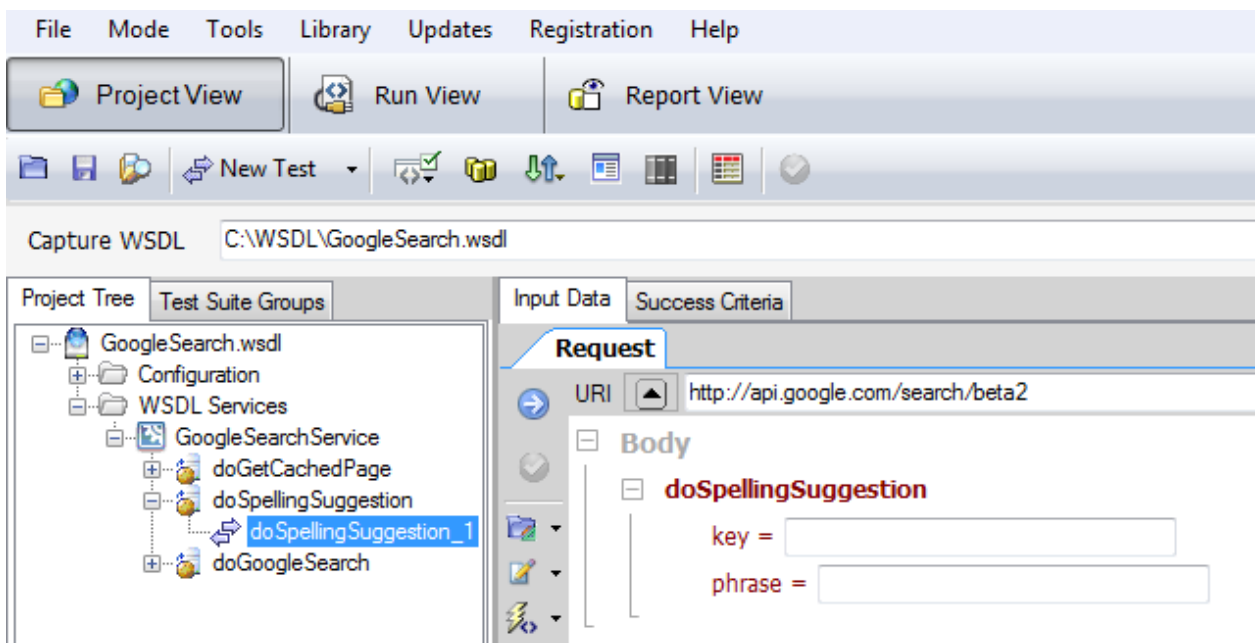 File Mode Tools Library Updates Registration Help
Project View Run View Report View
New Test
Capture WSDL C:\WSDL\GoogleSearch.wsdl
Project Tree Test Suite Groups
GoogleSearch.wsdl
Configuration
WSDL Services
GoogleSearchService
doGetCachedPage
doSpellingSuggestion
doSpellingSuggestion_1
doGoogleSearch
Input Data Success Criteria
Request
URI http://api.google.com/search/beta2
Body
doSpellingSuggestion
key =
phrase =